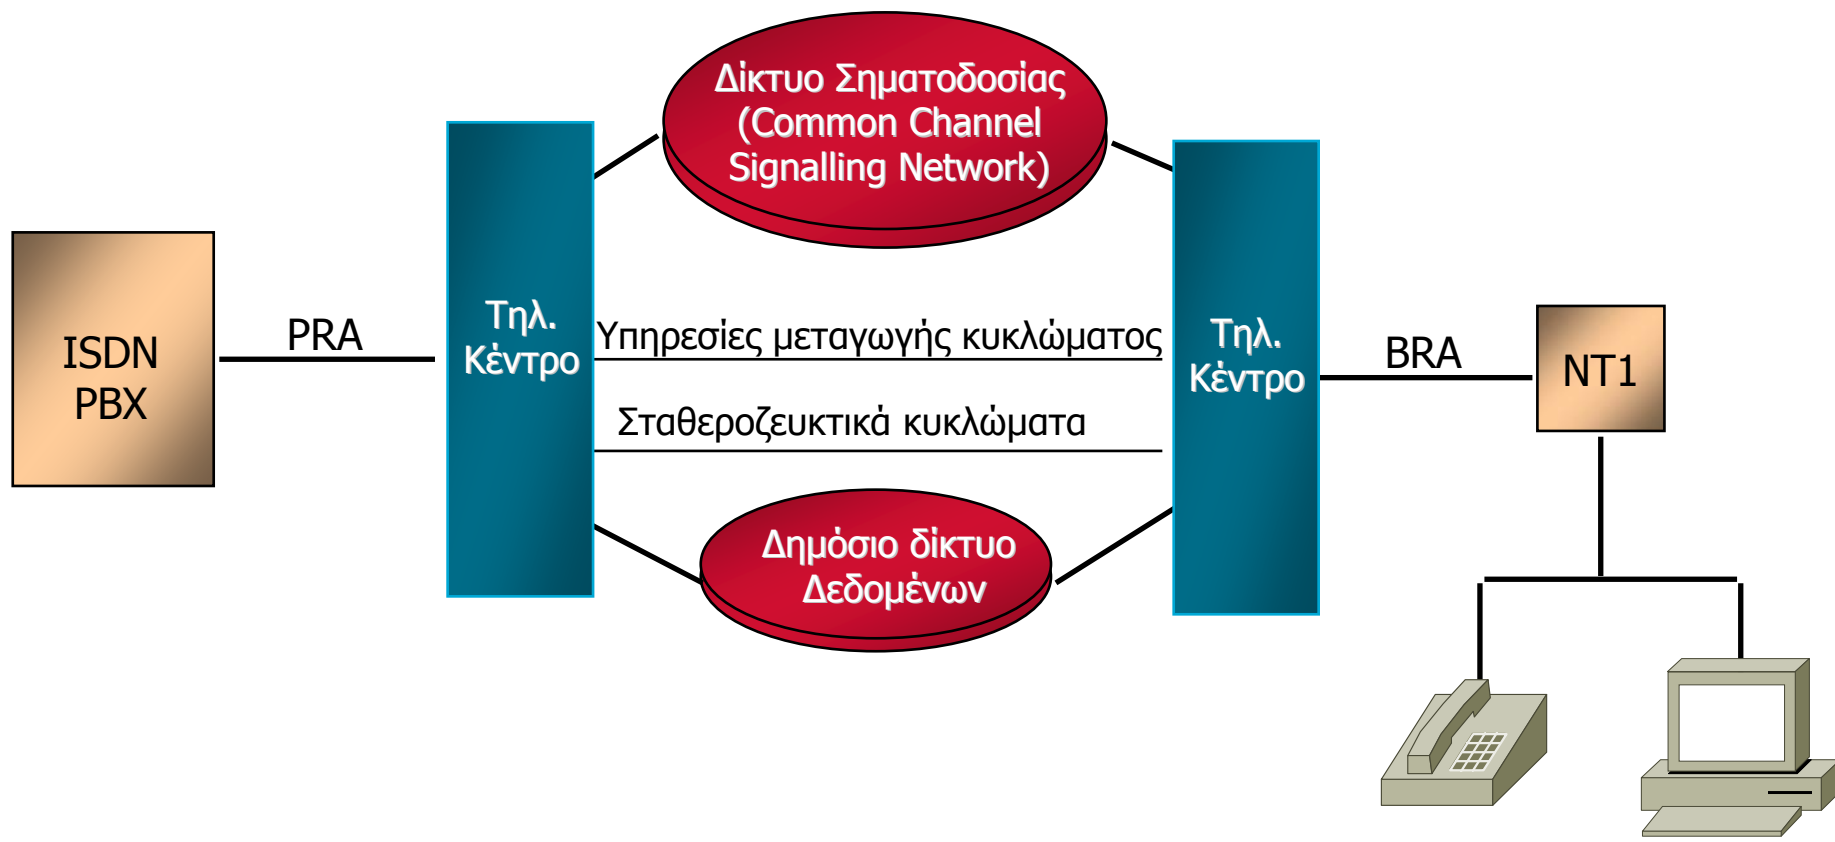 Δίκτυο Σηματοδοσίας
(Common Channel
Signalling Network)
ISDN
PBX
PRA
Τηλ.
Κέντρο
Υπηρεσίες μεταγωγής κυκλώματος
Σταθεροζευκτικά κυκλώματα
Δημόσιο δίκτυο
Δεδομένων
Τηλ.
Κέντρο
BRA
NT1